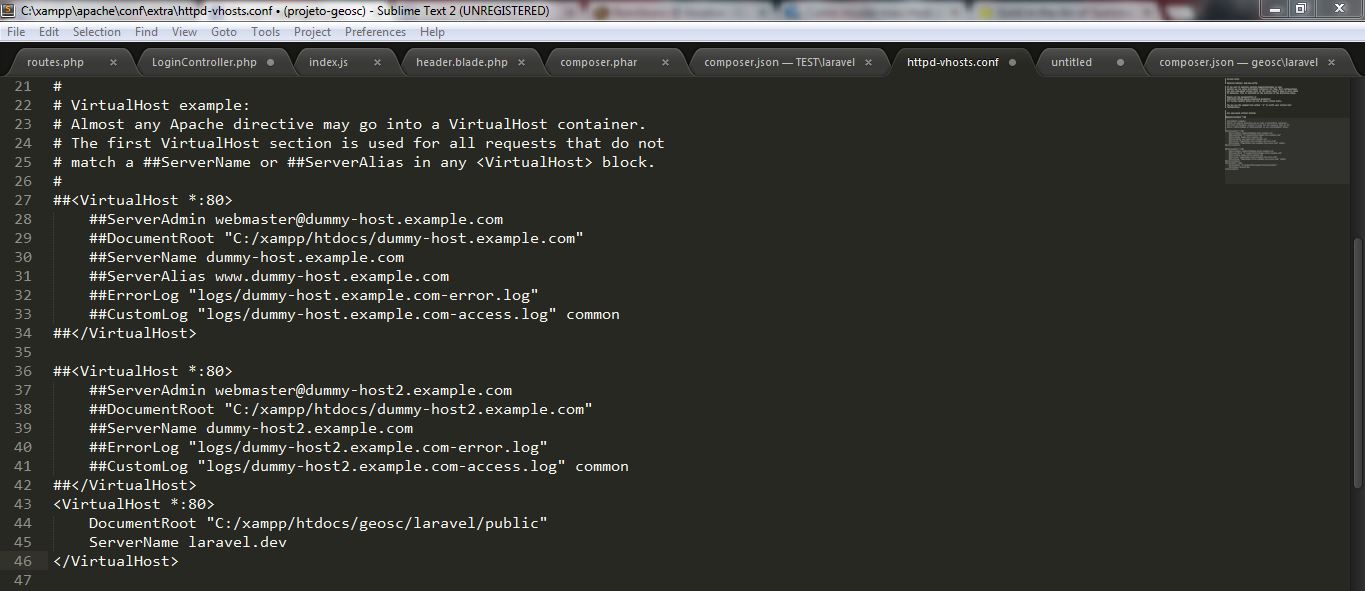 C:\xampp\apache\conf\extra\httpd-vhosts.conf • (projeto-geosc) - Sublime Text 2 (UNREGISTERED)
File Edit Selection Find View Goto Tools Project Preferences Help
routes.php × LoginController.php ● index.js × header.blade.php × composer.phar × composer.json — TEST\laravel × httpd-vhosts.conf ● untitled ● composer.json — geosc\laravel ×
21 #
22 # VirtualHost example:
23 # Almost any Apache directive may go into a VirtualHost container.
24 # The first VirtualHost section is used for all requests that do not
25 # match a ##ServerName or ##ServerAlias in any <VirtualHost> block.
26 #
27 ##<VirtualHost *:80>
28     ##ServerAdmin webmaster@dummy-host.example.com
29     ##DocumentRoot "C:/xampp/htdocs/dummy-host.example.com"
30     ##ServerName dummy-host.example.com
31     ##ServerAlias www.dummy-host.example.com
32     ##ErrorLog "logs/dummy-host.example.com-error.log"
33     ##CustomLog "logs/dummy-host.example.com-access.log" common
34 ##</VirtualHost>
35
36 ##<VirtualHost *:80>
37     ##ServerAdmin webmaster@dummy-host2.example.com
38     ##DocumentRoot "C:/xampp/htdocs/dummy-host2.example.com"
39     ##ServerName dummy-host2.example.com
40     ##ErrorLog "logs/dummy-host2.example.com-error.log"
41     ##CustomLog "logs/dummy-host2.example.com-access.log" common
42 ##</VirtualHost>
43 <VirtualHost *:80>
44     DocumentRoot "C:/xampp/htdocs/geosc/laravel/public"
45     ServerName laravel.dev
46 </VirtualHost>
47